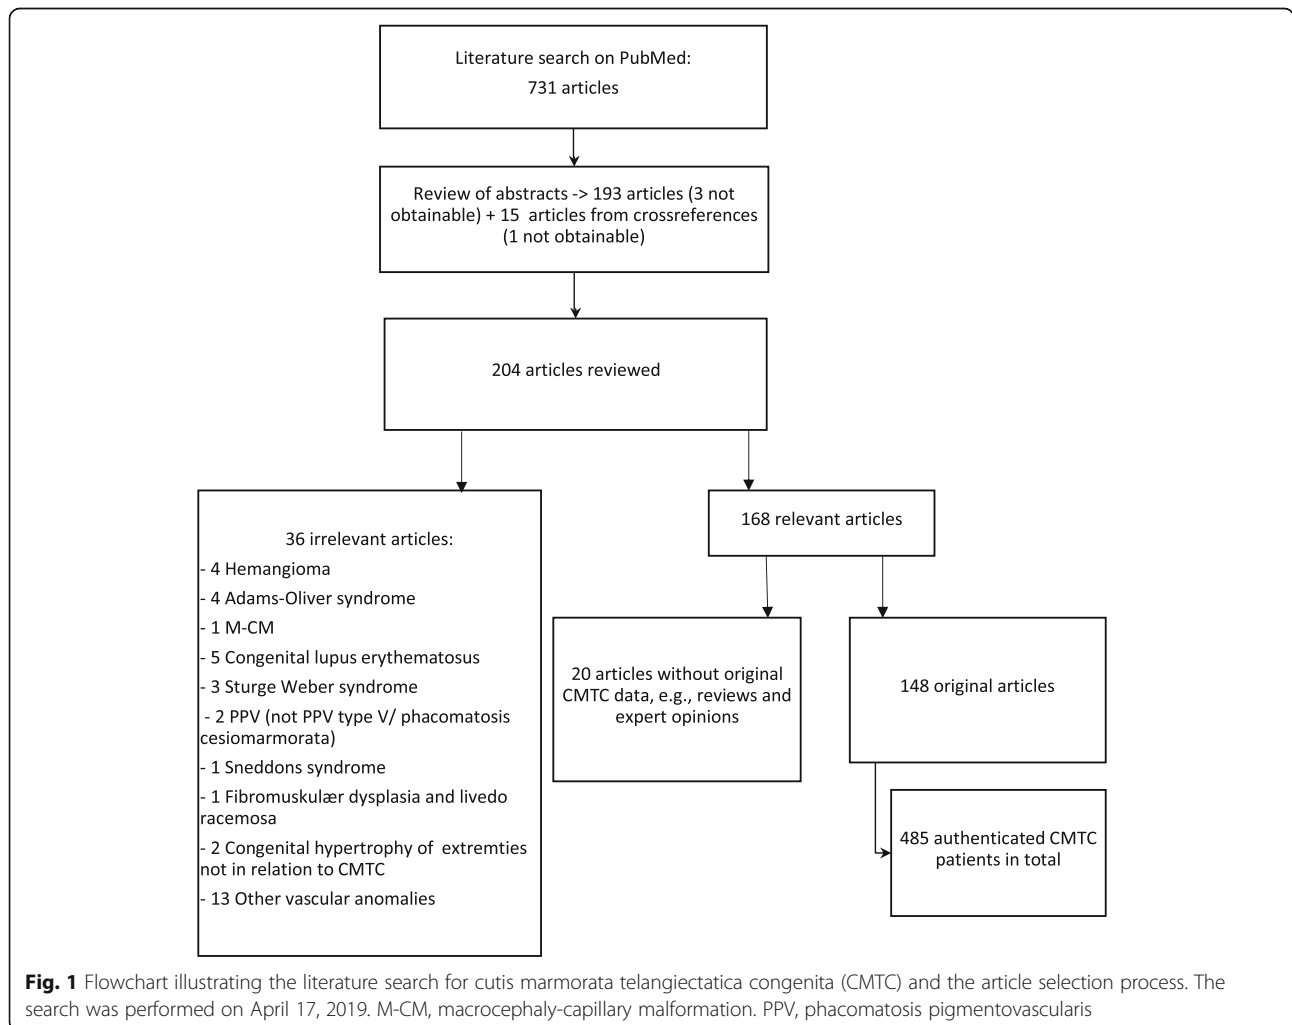 Literature search on PubMed:
731 articles
Review of abstracts -> 193 articles (3 not
obtainable) + 15 articles from crossreferences
(1 not obtainable)
204 articles reviewed
36 irrelevant articles:
- 4 Hemangioma
- 4 Adams-Oliver syndrome
- 1 M-CM
- 5 Congenital lupus erythematosus
- 3 Sturge Weber syndrome
- 2 PPV (not PPV type V/ phacomatosis
cesiomarmorata)
- 1 Sneddons syndrome
- 1 Fibromuskulær dysplasia and livedo
racemosa
- 2 Congenital hypertrophy of extremties
not in relation to CMTC
- 13 Other vascular anomalies
168 relevant articles
20 articles without original
CMTC data, e.g., reviews and
expert opinions
148 original articles
485 authenticated CMTC
patients in total
Fig. 1 Flowchart illustrating the literature search for cutis marmorata telangiectatica congenita (CMTC) and the article selection process. The
search was performed on April 17, 2019. M-CM, macrocephaly-capillary malformation. PPV, phacomatosis pigmentovascularis